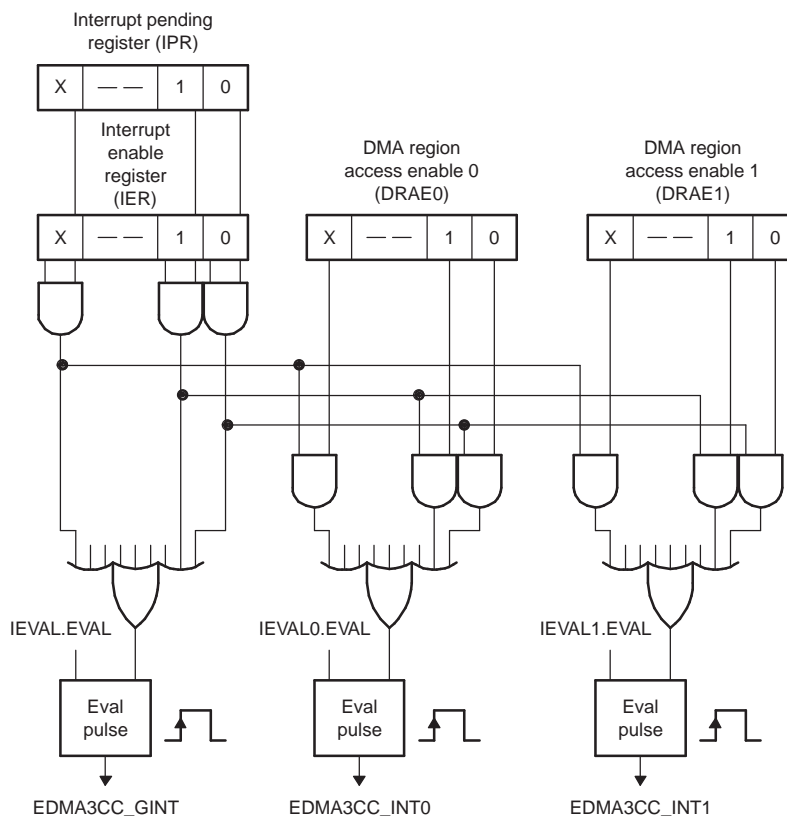 Interrupt pending
register (IPR)
X — — 1 0
Interrupt
enable
register
(IER)
DMA region
access enable 0
(DRAE0)
DMA region
access enable 1
(DRAE1)
X — — 1 0
X — — 1 0
X — — 1 0
IEVAL.EVAL
IEVAL0.EVAL
IEVAL1.EVAL
Eval
pulse
Eval
pulse
Eval
pulse
EDMA3CC_GINT
EDMA3CC_INT0
EDMA3CC_INT1